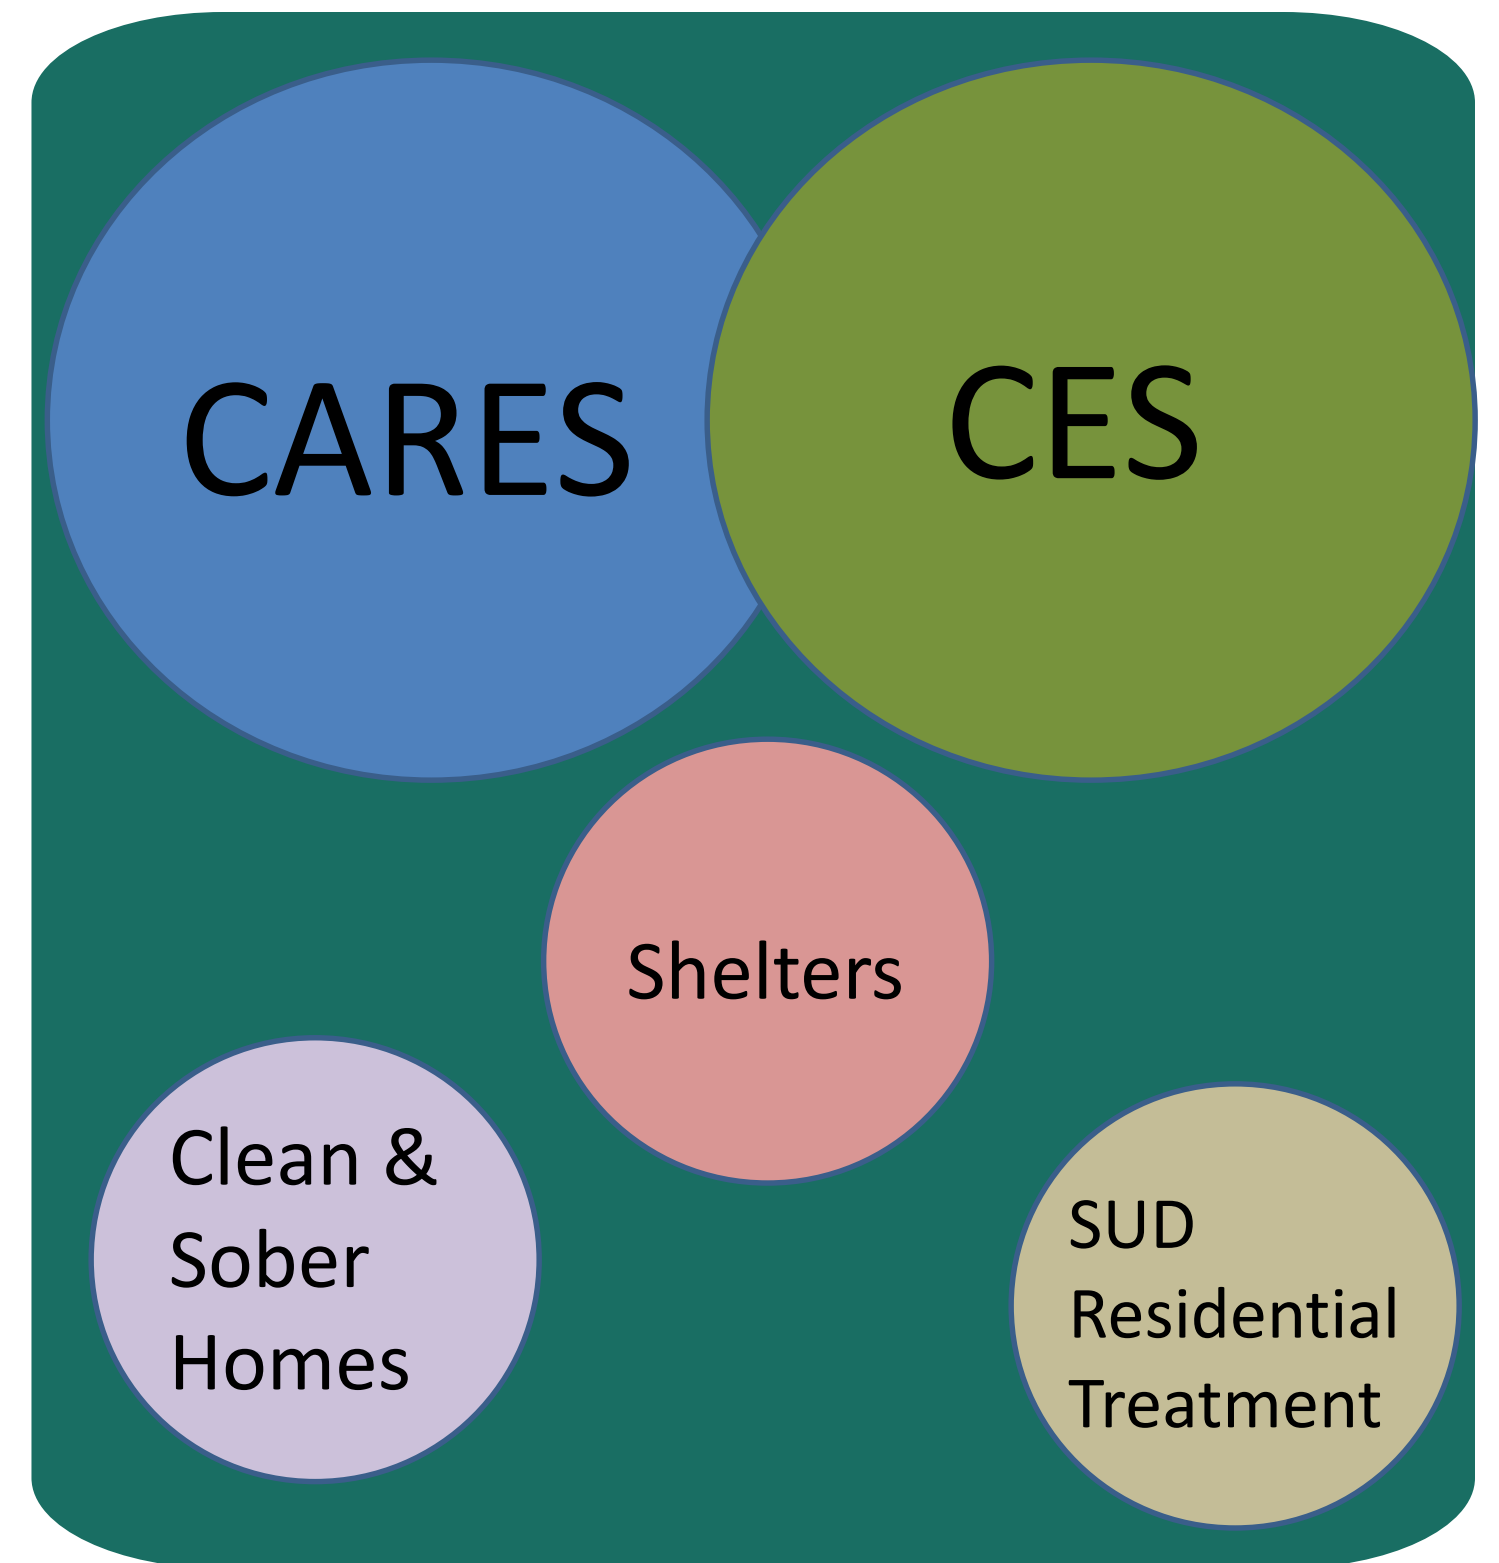 CARES
CES
Shelters
Clean &
Sober
Homes
SUD
Residential
Treatment